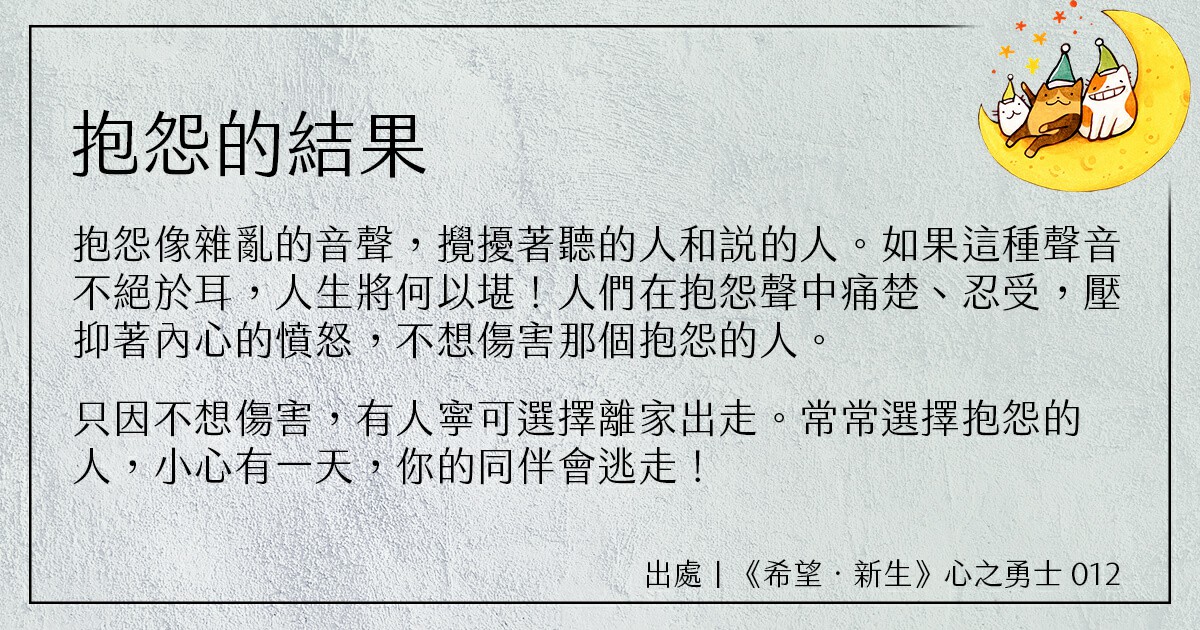 抱怨的結果
抱怨像雜亂的音聲，攪擾著聽的人和説的人。如果這種聲音
不絕於耳，人生將何以堪！人們在抱怨聲中痛楚、忍受，壓
抑著內心的憤怒，不想傷害那個抱怨的人。
只因不想傷害，有人寧可選擇離家出走。常常選擇抱怨的
人，小心有一天，你的同伴會逃走！
出處｜《希望．新生》心之勇士 012